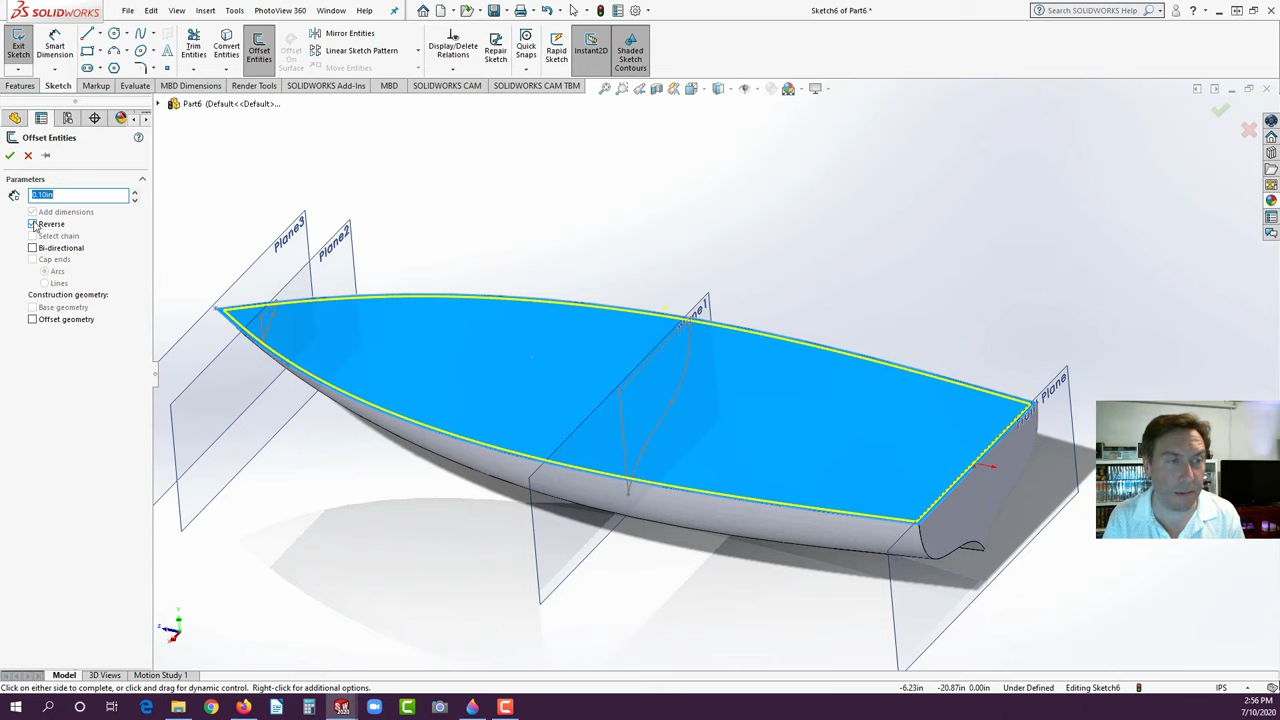 SOLIDWORKS File Edit View Insert Tools PhotoView 360 Window Help Sketch6 of Part6 * Search SOLIDWORKS Help
Exit Sketch
Smart Dimension
Trim Entities
Convert Entities
Offset Entities
Offset On Surface
Mirror Entities
Linear Sketch Pattern
Move Entities
Display/Delete Relations
Repair Sketch
Quick Snaps
Rapid Sketch
Instant2D
Shaded Sketch Contours
Features Sketch Markup Evaluate MBD Dimensions Render Tools SOLIDWORKS Add-Ins MBD SOLIDWORKS CAM SOLIDWORKS CAM TBM
Part6 (Default<<Default>...
Offset Entities
Parameters
0.10in
Add dimensions
Reverse
Select chain
Bi-directional
Cap ends
Arcs
Lines
Construction geometry:
Base geometry
Offset geometry
Plane3
Plane2
Plane1
Front Plane
Model 3D Views Motion Study 1
Click on either side to complete, or click and drag for dynamic control. Right-click for additional options. -6.23in -20.87in 0.00in Under Defined Editing Sketch6 IPS
2:56 PM
7/10/2020